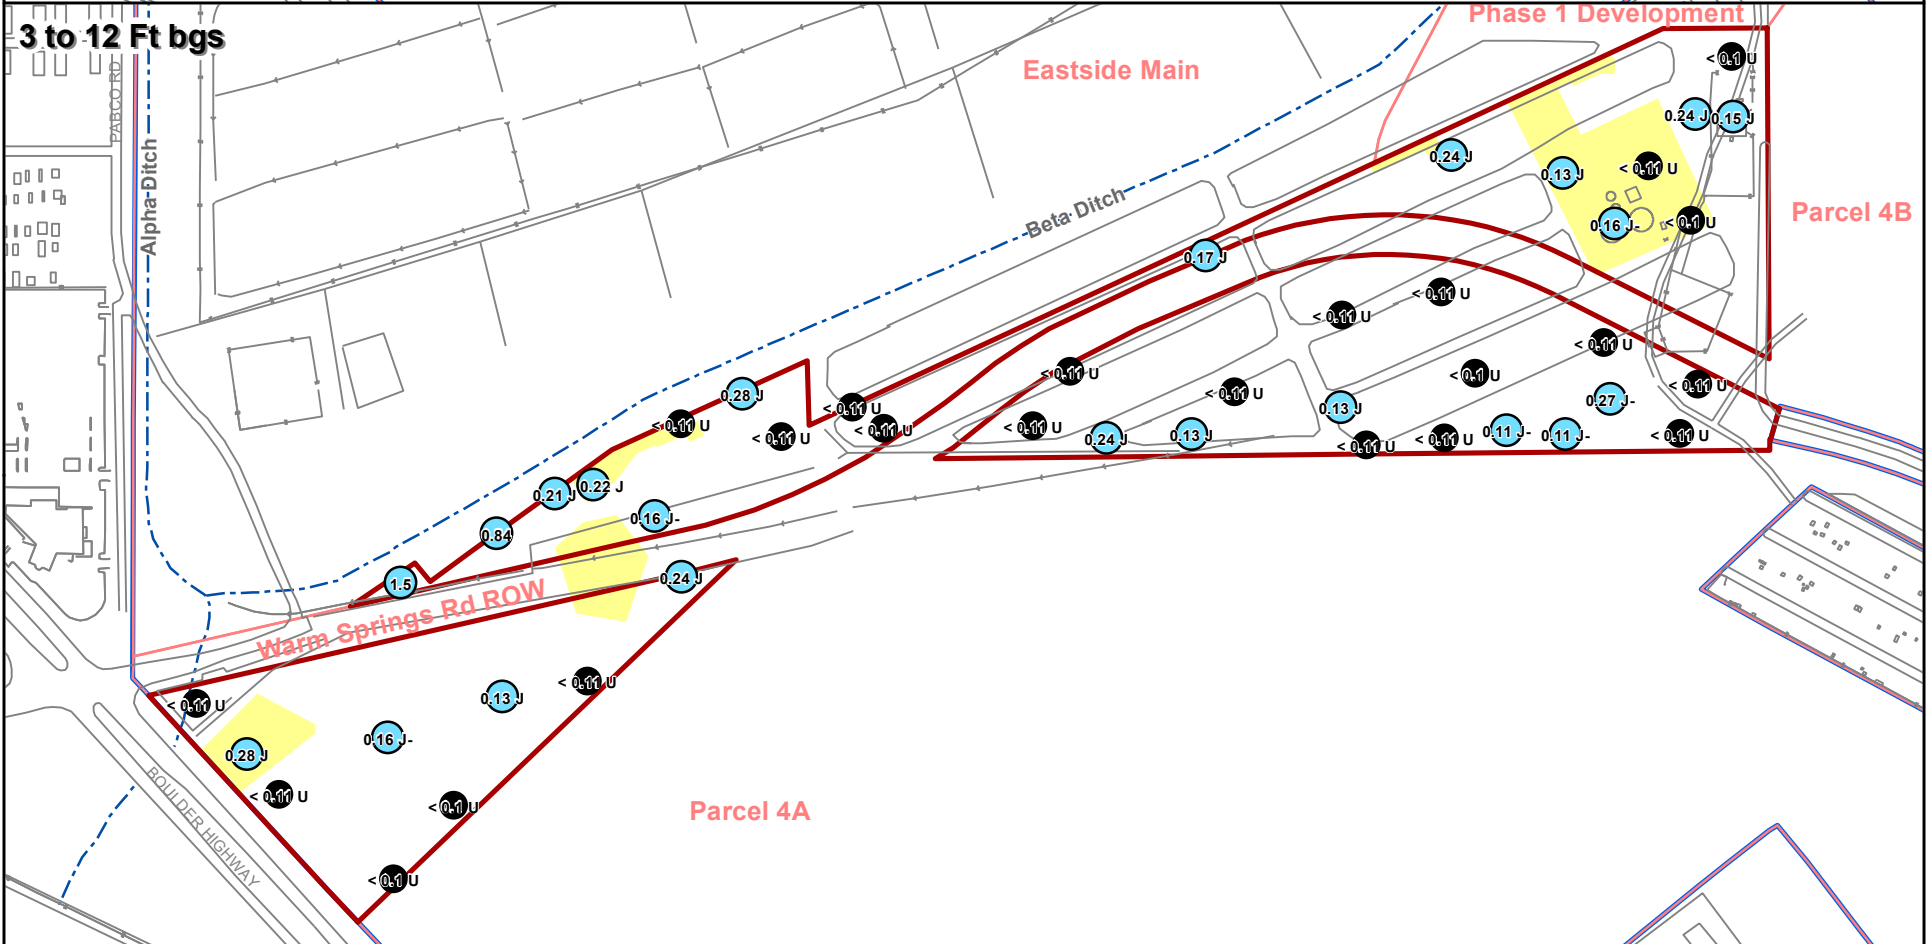 Phase 1 Development
3 to 12 Ft bgs
< 0.1 U
Eastside Main
PABCO RD
0.24 J
0.15 J
Alpha Ditch
0.24 J
< 0.11 U
0.13 J
Beta Ditch
Parcel 4B
0.16 J-
< 0.1 U
0.17 J
< 0.11 U
< 0.11 U
< 0.11 U
< 0.11 U
< 0.1 U
< 0.11 U
0.28 J
< 0.11 U
0.27 J-
< 0.11 U
0.13 J
< 0.11 U
< 0.11 U
< 0.11 U
< 0.11 U
0.11 J-
0.11 J-
< 0.11 U
< 0.11 U
0.24 J
0.13 J
< 0.11 U
< 0.11 U
0.22 J
0.21 J
0.16 J-
0.84
1.5
0.24 J
Warm Springs Rd ROW
< 0.11 U
0.13 J
< 0.11 U
0.16 J-
0.28 J
< 0.11 U
< 0.1 U
Parcel 4A
BOULDER HIGHWAY
< 0.1 U